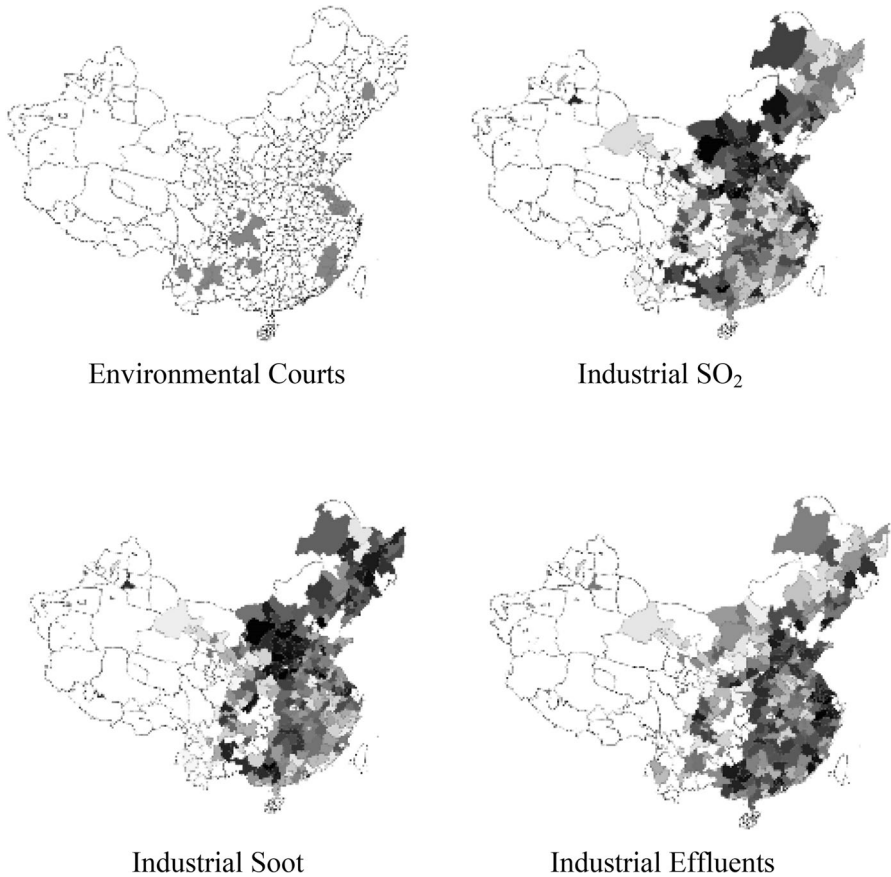 Environmental Courts
Industrial SO₂
Industrial Soot
Industrial Effluents